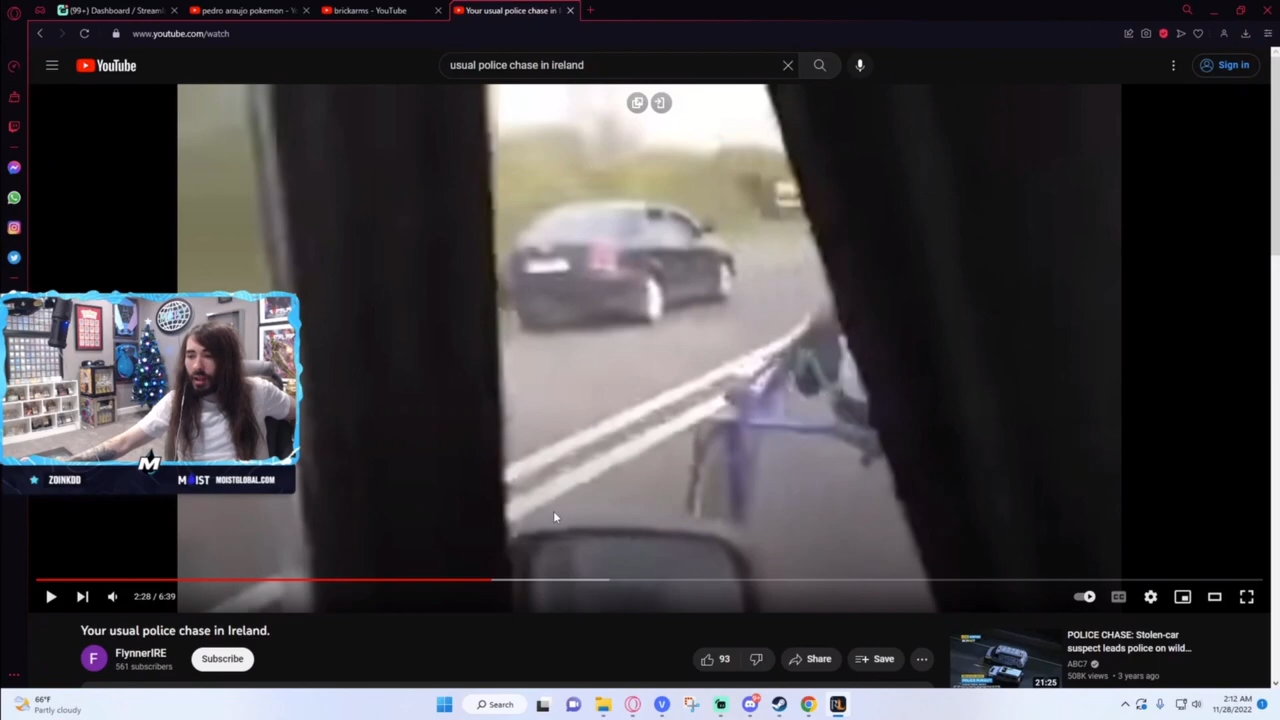 (99+) Dashboard / Streaml
pedro araujo pokemon - Yo
brickarms - YouTube
Your usual police chase in I
www.youtube.com/watch
YouTube
usual police chase in ireland
Sign in
ZOINKDD
M
MOIST
MOISTGLOBAL.COM
2:28 / 6:39
CC
Your usual police chase in Ireland.
F
FlynnerIRE
561 subscribers
Subscribe
93
Share
Save
POLICE CHASE: Stolen-car
suspect leads police on wild...
ABC7
508K views • 3 years ago
21:25
66°F
Partly cloudy
Search
2:12 AM
11/28/2022